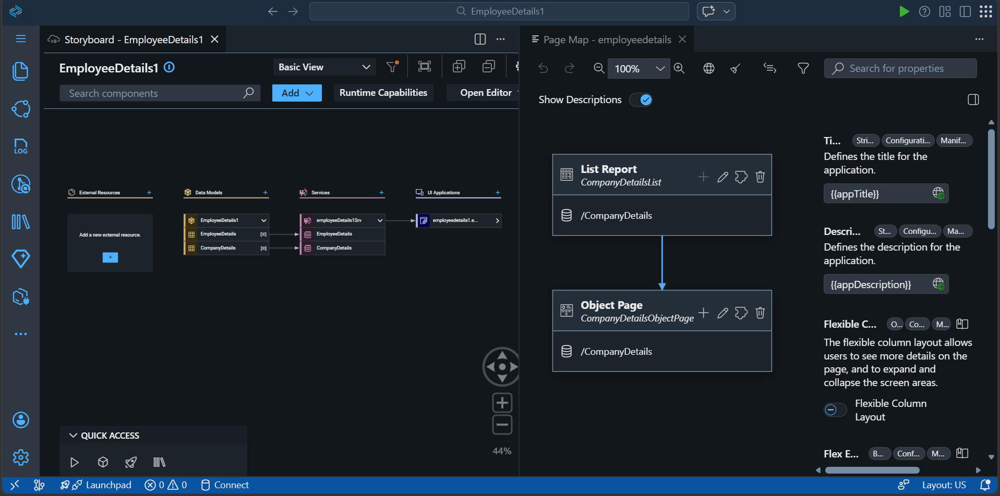 EmployeeDetails1
Storyboard - EmployeeDetails1
Page Map - employeedetails
EmployeeDetails1
Basic View
Search components
Add
Runtime Capabilities
Open Editor
100%
Search for properties
Show Descriptions
LOG
External Resources
Data Models
Services
UI Applications
Add a new external resource.
EmployeeDetails1
EmployeeDetails
CompanyDetails
employeeDetails1Srv
EmployeeDetails
CompanyDetails
employeedetails1.e...
44%
QUICK ACCESS
List Report
CompanyDetailsList
/CompanyDetails
Object Page
CompanyDetailsObjectPage
/CompanyDetails
Ti... Stri... Configurati... Manif...
Defines the title for the
application.
{{appTitle}}
Descri... St... Configu... Ma...
Defines the description for the
application.
{{appDescription}}
Flexible C... O... Co... M...
The flexible column layout allows
users to see more details on the
page, and to expand and
collapse the screen areas.
Flexible Column
Layout
Flex E... B... Conf... M...
Launchpad 0 0 Connect
Layout: US